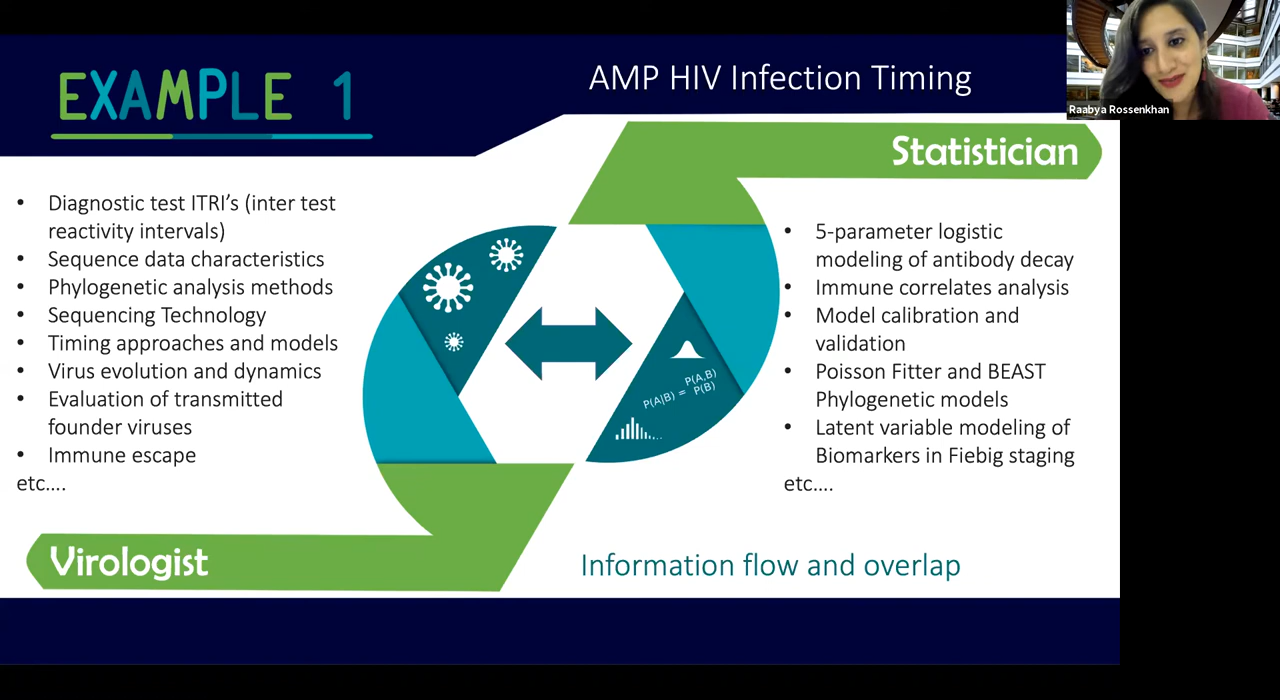 EXAMPLE 1
AMP HIV Infection Timing
Raabya Rossenkhan
Statistician
• Diagnostic test ITRI’s (inter test
reactivity intervals)
• Sequence data characteristics
• Phylogenetic analysis methods
• Sequencing Technology
• Timing approaches and models
• Virus evolution and dynamics
• Evaluation of transmitted
founder viruses
• Immune escape
etc....
P(A|B) = P(A,B)
P(B)
• 5-parameter logistic
modeling of antibody decay
• Immune correlates analysis
• Model calibration and
validation
• Poisson Fitter and BEAST
Phylogenetic models
• Latent variable modeling of
Biomarkers in Fiebig staging
etc....
Virologist
Information flow and overlap